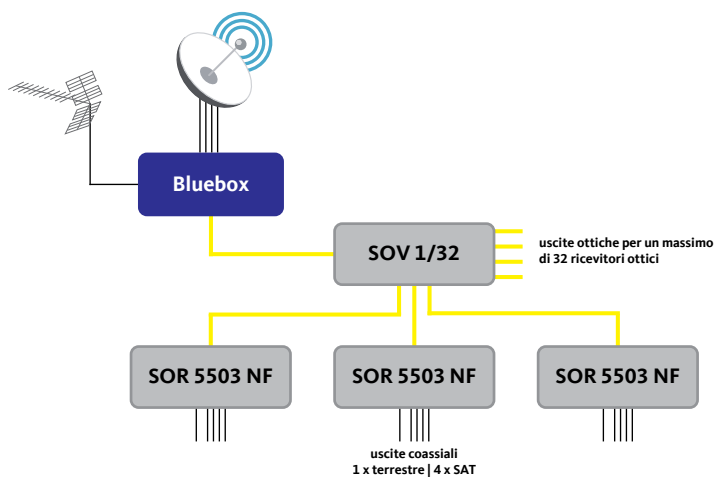 Bluebox
SOV 1/32
uscite ottiche per un massimo
di 32 ricevitori ottici
SOR 5503 NF
SOR 5503 NF
SOR 5503 NF
uscite coassiali
1 x terrestre | 4 x SAT